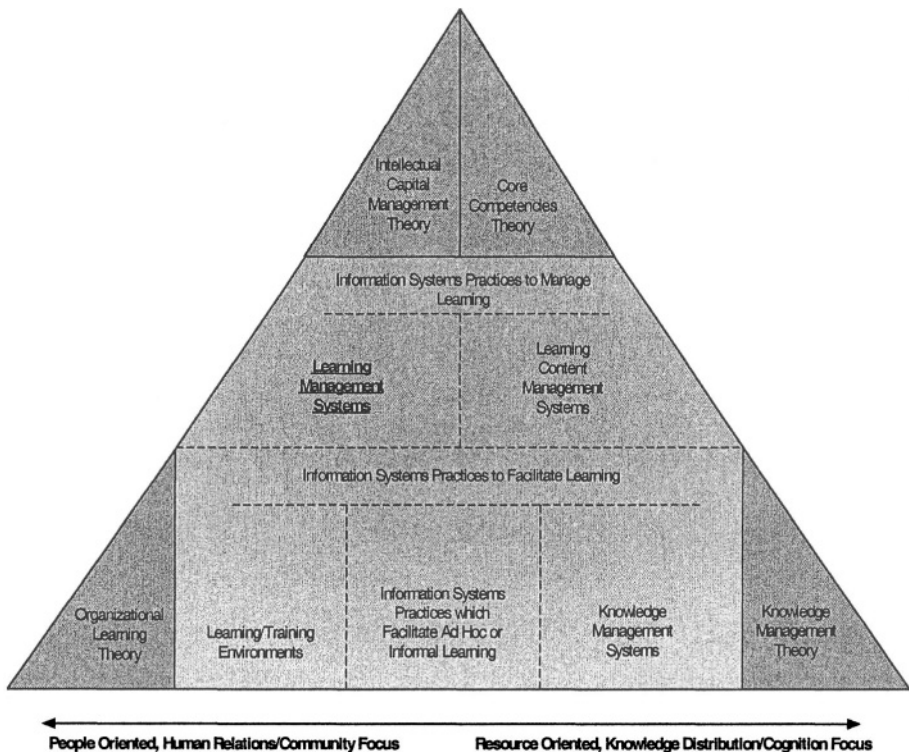 Intellectual
Capital
Management
Theory
Core
Competencies
Theory
Information Systems Practices to Manage
Learning
Learning
Management
Systems
Learning
Content
Management
Systems
Information Systems Practices to Facilitate Learning
Organizational
Learning
Theory
Learning/Training
Environments
Information Systems
Practices which
Facilitate Ad Hoc or
Informal Learning
Knowledge
Management
Systems
Knowledge
Management
Theory
People Oriented, Human Relations/Community Focus
Resource Oriented, Knowledge Distribution/Cognition Focus